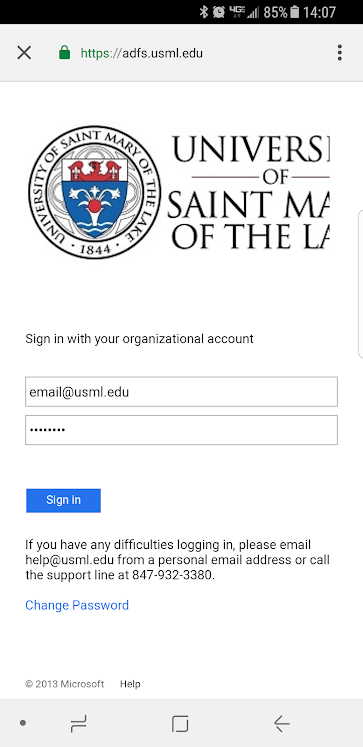 4G 85% 14:07
https://adfs.usml.edu
UNIVERSITY OF SAINT MARY OF THE LAKE
· 1844 ·
UNIVERSI
OF
SAINT MA
OF THE LA
Sign in with your organizational account
email@usml.edu
••••••••
Sign in
If you have any difficulties logging in, please email
help@usml.edu from a personal email address or call
the support line at 847-932-3380.
Change Password
© 2013 Microsoft Help